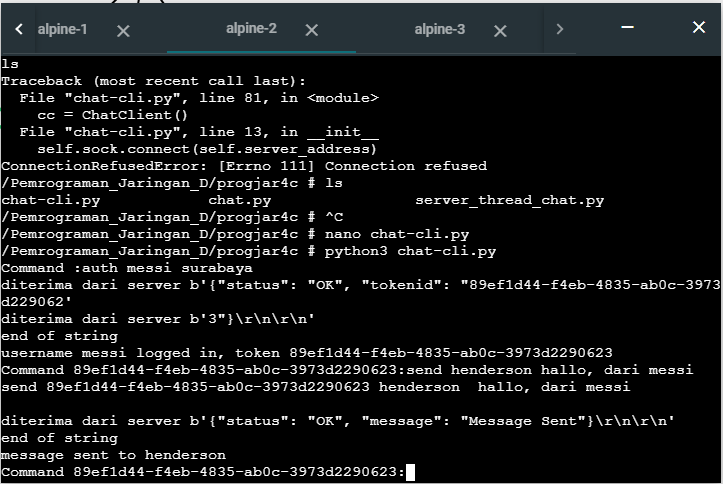 alpine-1
alpine-2
alpine-3
ls
Traceback (most recent call last):
  File "chat-cli.py", line 81, in <module>
    cc = ChatClient()
  File "chat-cli.py", line 13, in __init__
    self.sock.connect(self.server_address)
ConnectionRefusedError: [Errno 111] Connection refused
/Pemrograman_Jaringan_D/progjar4c # ls
chat-cli.py            chat.py                server_thread_chat.py
/Pemrograman_Jaringan_D/progjar4c # ^C
/Pemrograman_Jaringan_D/progjar4c # nano chat-cli.py
/Pemrograman_Jaringan_D/progjar4c # python3 chat-cli.py
Command :auth messi surabaya
diterima dari server b'{"status": "OK", "tokenid": "89ef1d44-f4eb-4835-ab0c-3973
d229062'
diterima dari server b'3"}\r\n\r\n'
end of string
username messi logged in, token 89ef1d44-f4eb-4835-ab0c-3973d2290623
Command 89ef1d44-f4eb-4835-ab0c-3973d2290623:send henderson hallo, dari messi
send 89ef1d44-f4eb-4835-ab0c-3973d2290623 henderson  hallo, dari messi
diterima dari server b'{"status": "OK", "message": "Message Sent"}\r\n\r\n'
end of string
message sent to henderson
Command 89ef1d44-f4eb-4835-ab0c-3973d2290623: